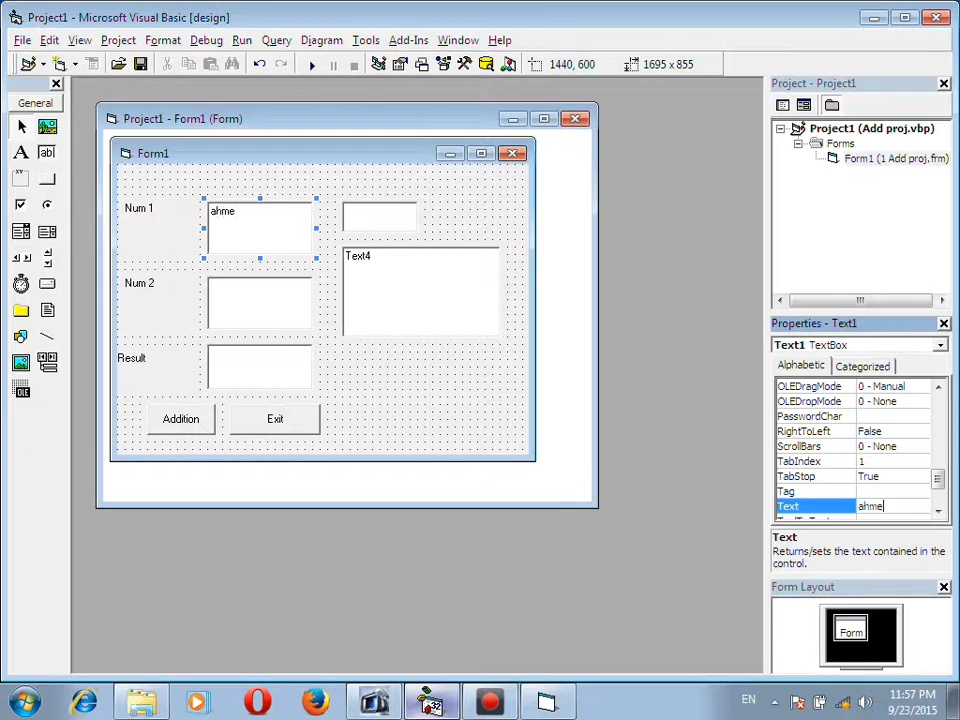 Project1 - Microsoft Visual Basic [design]
File Edit View Project Format Debug Run Query Diagram Tools Add-Ins Window Help
1440, 600 1695 x 855
General
Project1 - Form1 (Form)
Form1
Num 1
ahme
Text4
Num 2
Result
Addition Exit
Project - Project1
Project1 (Add proj.vbp)
Forms
Form1 (1 Add proj.frm)
Properties - Text1
Text1 TextBox
Alphabetic Categorized
OLEDragMode 0 - Manual
OLEDropMode 0 - None
PasswordChar
RightToLeft False
ScrollBars 0 - None
TabIndex 1
TabStop True
Tag
Text ahme
Text
Returns/sets the text contained in the
control.
Form Layout
Form
EN
11:57 PM
9/23/2015